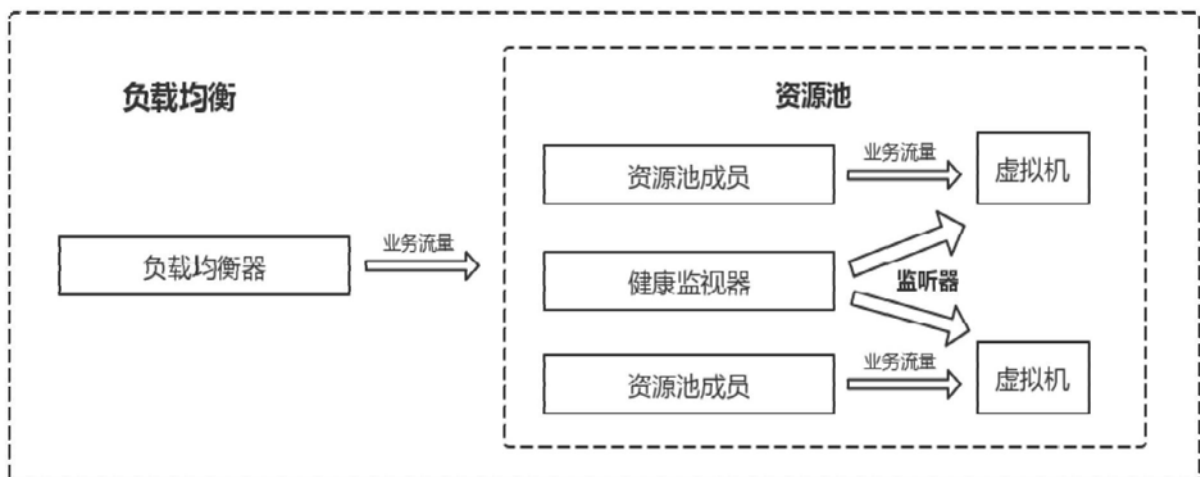 负载均衡
资源池
资源池成员
业务流量
虚拟机
负载均衡器
业务流量
健康监视器
监听器
资源池成员
业务流量
虚拟机